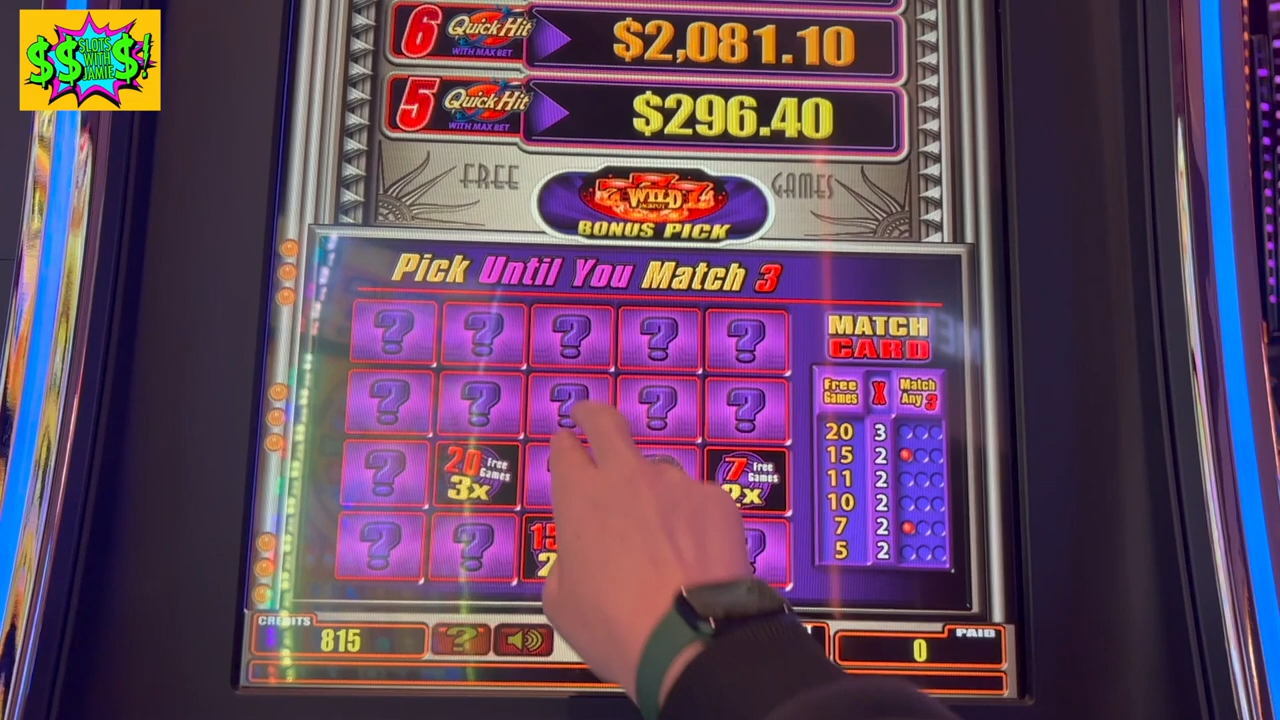 $$ SLOTS WITH JAMIE $!
6 Quick Hit WITH MAX BET $2,081.10
5 Quick Hit WITH MAX BET $296.40
FREE WILD JACKPOT GAMES
BONUS PICK
Pick Until You Match 3
? ? ? ? ?
? ? ? ? ?
? 20 Free Games 3x 7 Free Games 2x
? ? 15
MATCH CARD
Free Games X Match Any 3
20 3
15 2
11 2
10 2
7 2
5 2
CREDITS 815 ? PAID 0